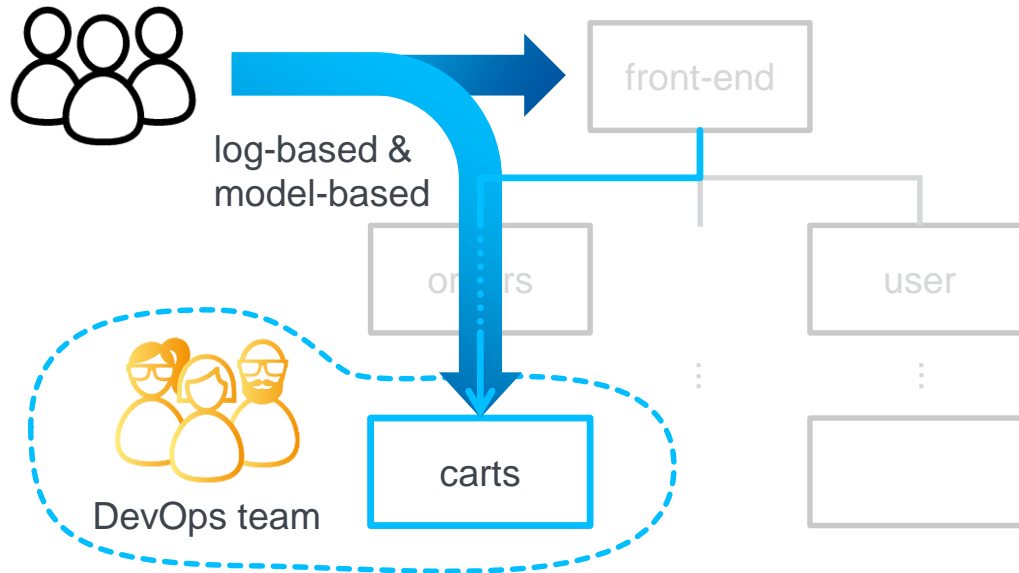 front-end
log-based &
model-based
user
carts
DevOps team